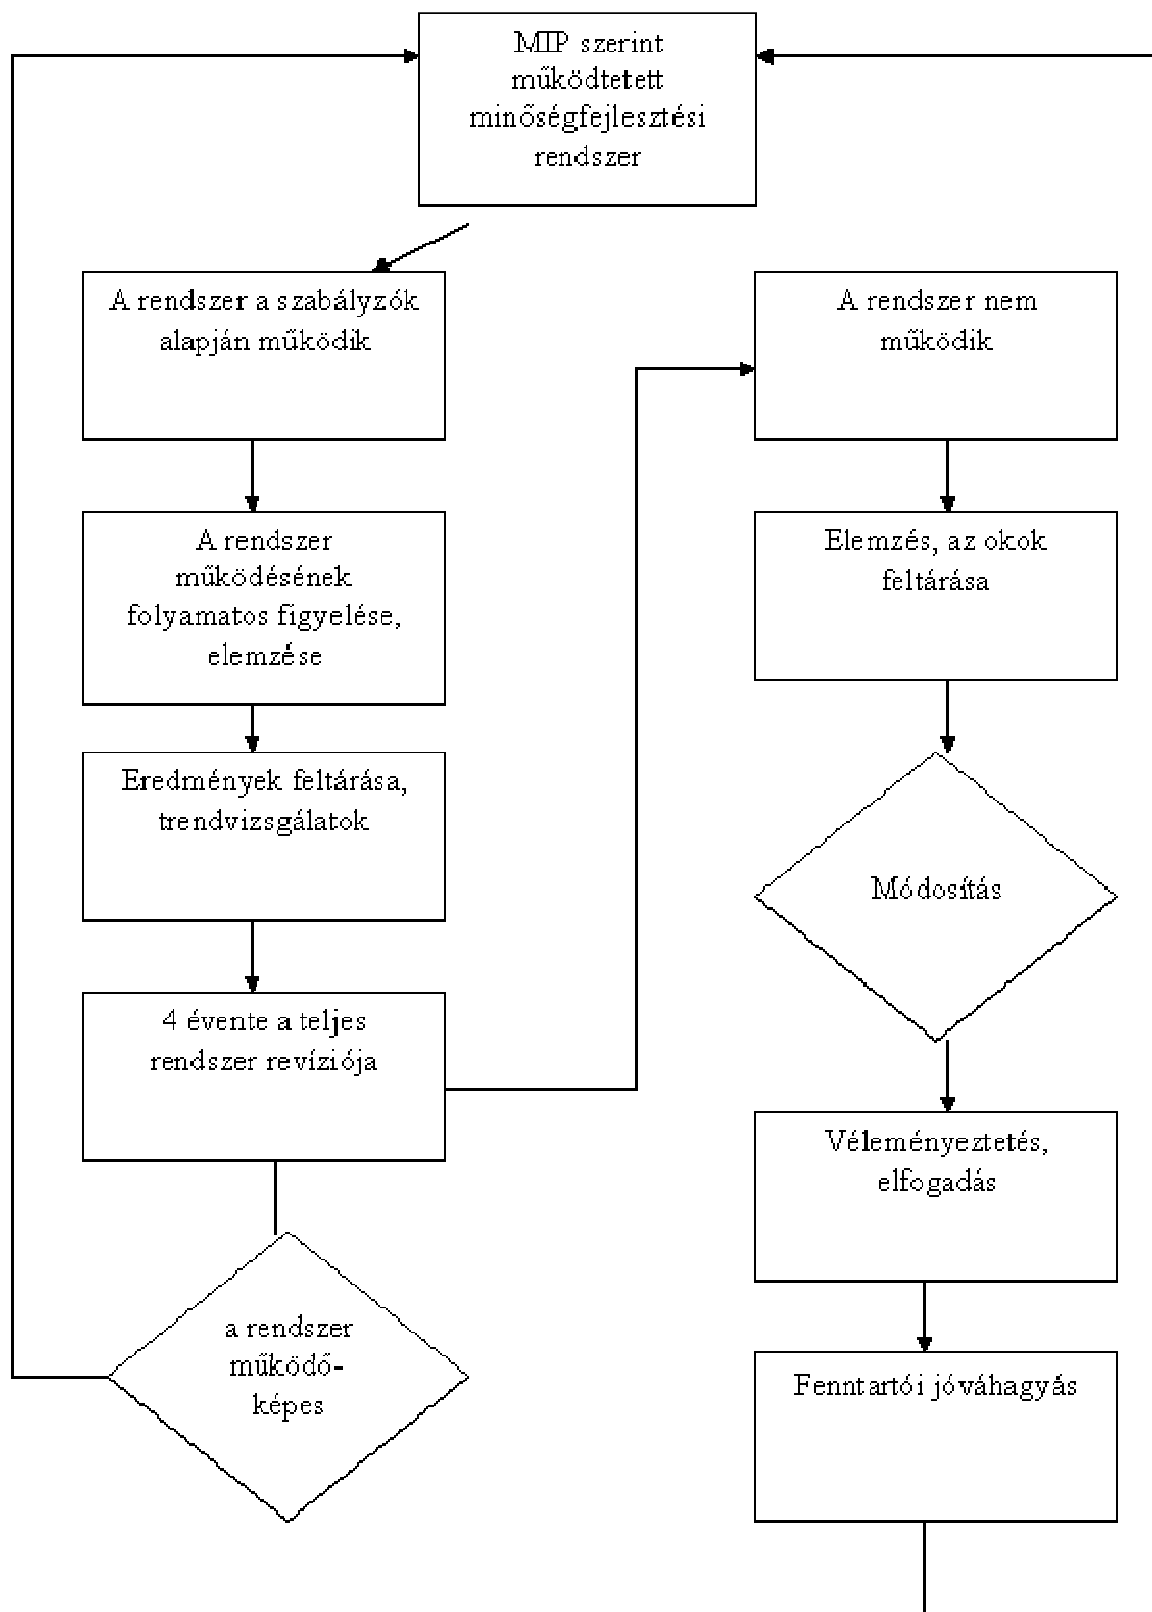 MIP szerint
működtetett
minőségfejlesztési
rendszer
A rendszer a szabályzók
alapján működik
A rendszer
működésének
folyamatos figyelése,
elemzése
Eredmények feltárása,
trendvizsgálatok
4 évente a teljes
rendszer revíziója
a rendszer
működő-
képes
A rendszer nem
működik
Elemzés, az okok
feltárása
Módosítás
Véleményeztetés,
elfogadás
Fenntartói jóváhagyás